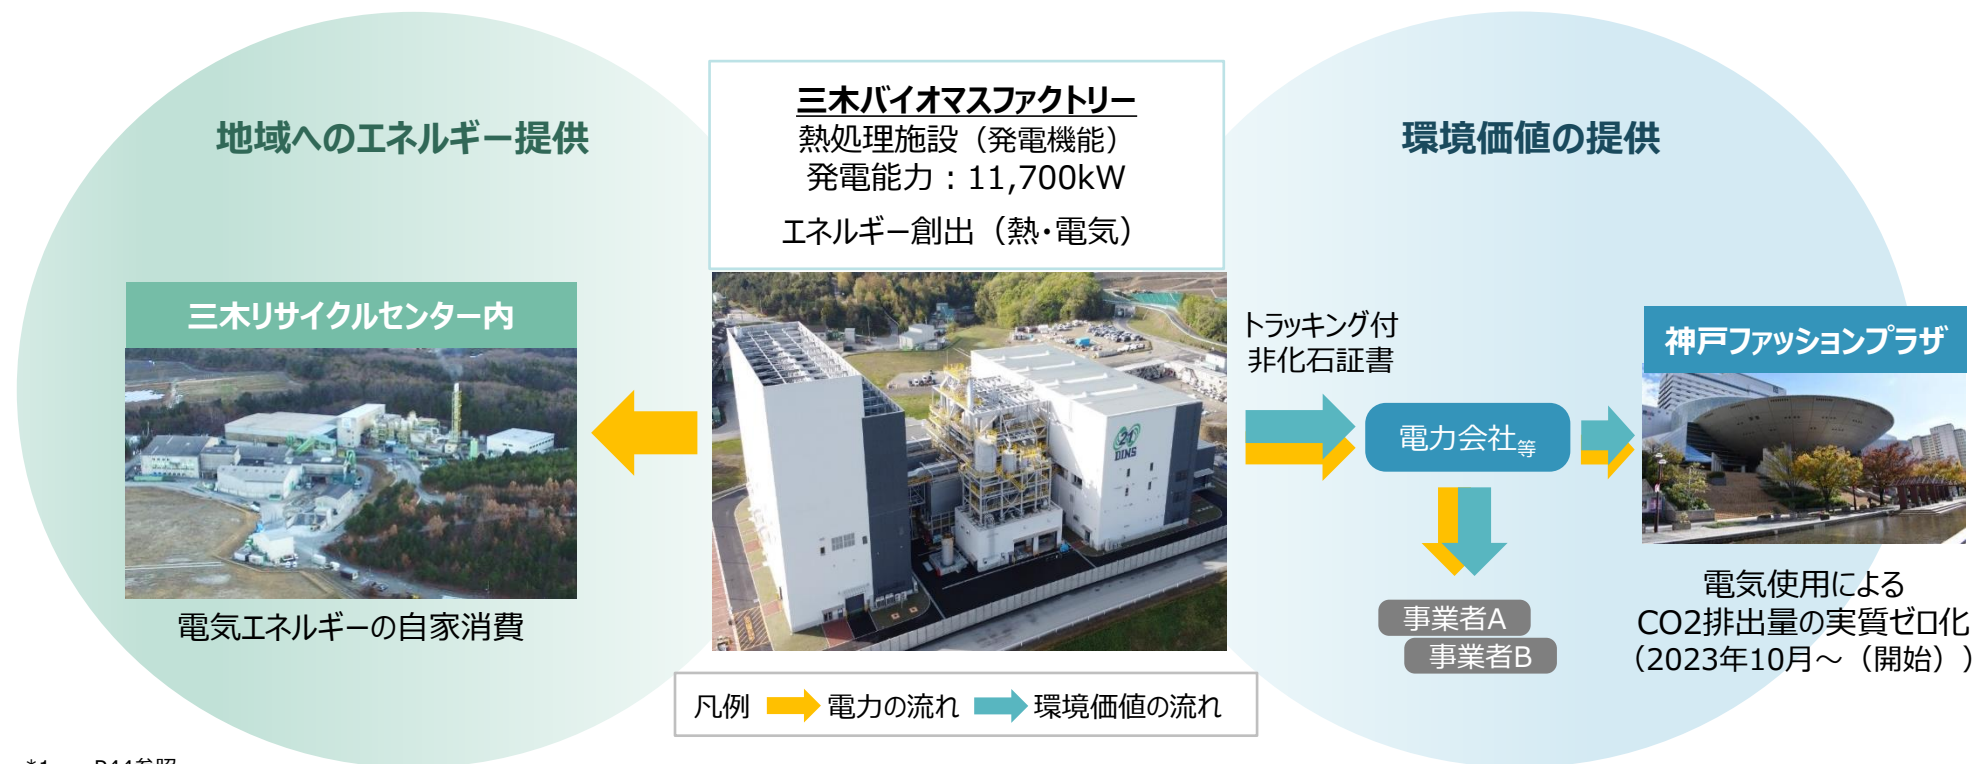 地域へのエネルギー提供
三木リサイクルセンター内
電気エネルギーの自家消費
三木バイオマスファクトリー
熱処理施設（発電機能）
発電能力：11,700kW
エネルギー創出（熱・電気）
DINS
トラッキング付
非化石証書
環境価値の提供
電力会社等
事業者A
事業者B
神戸ファッションプラザ
電気使用による
CO2排出量の実質ゼロ化
（2023年10月～（開始））
凡例 電力の流れ 環境価値の流れ